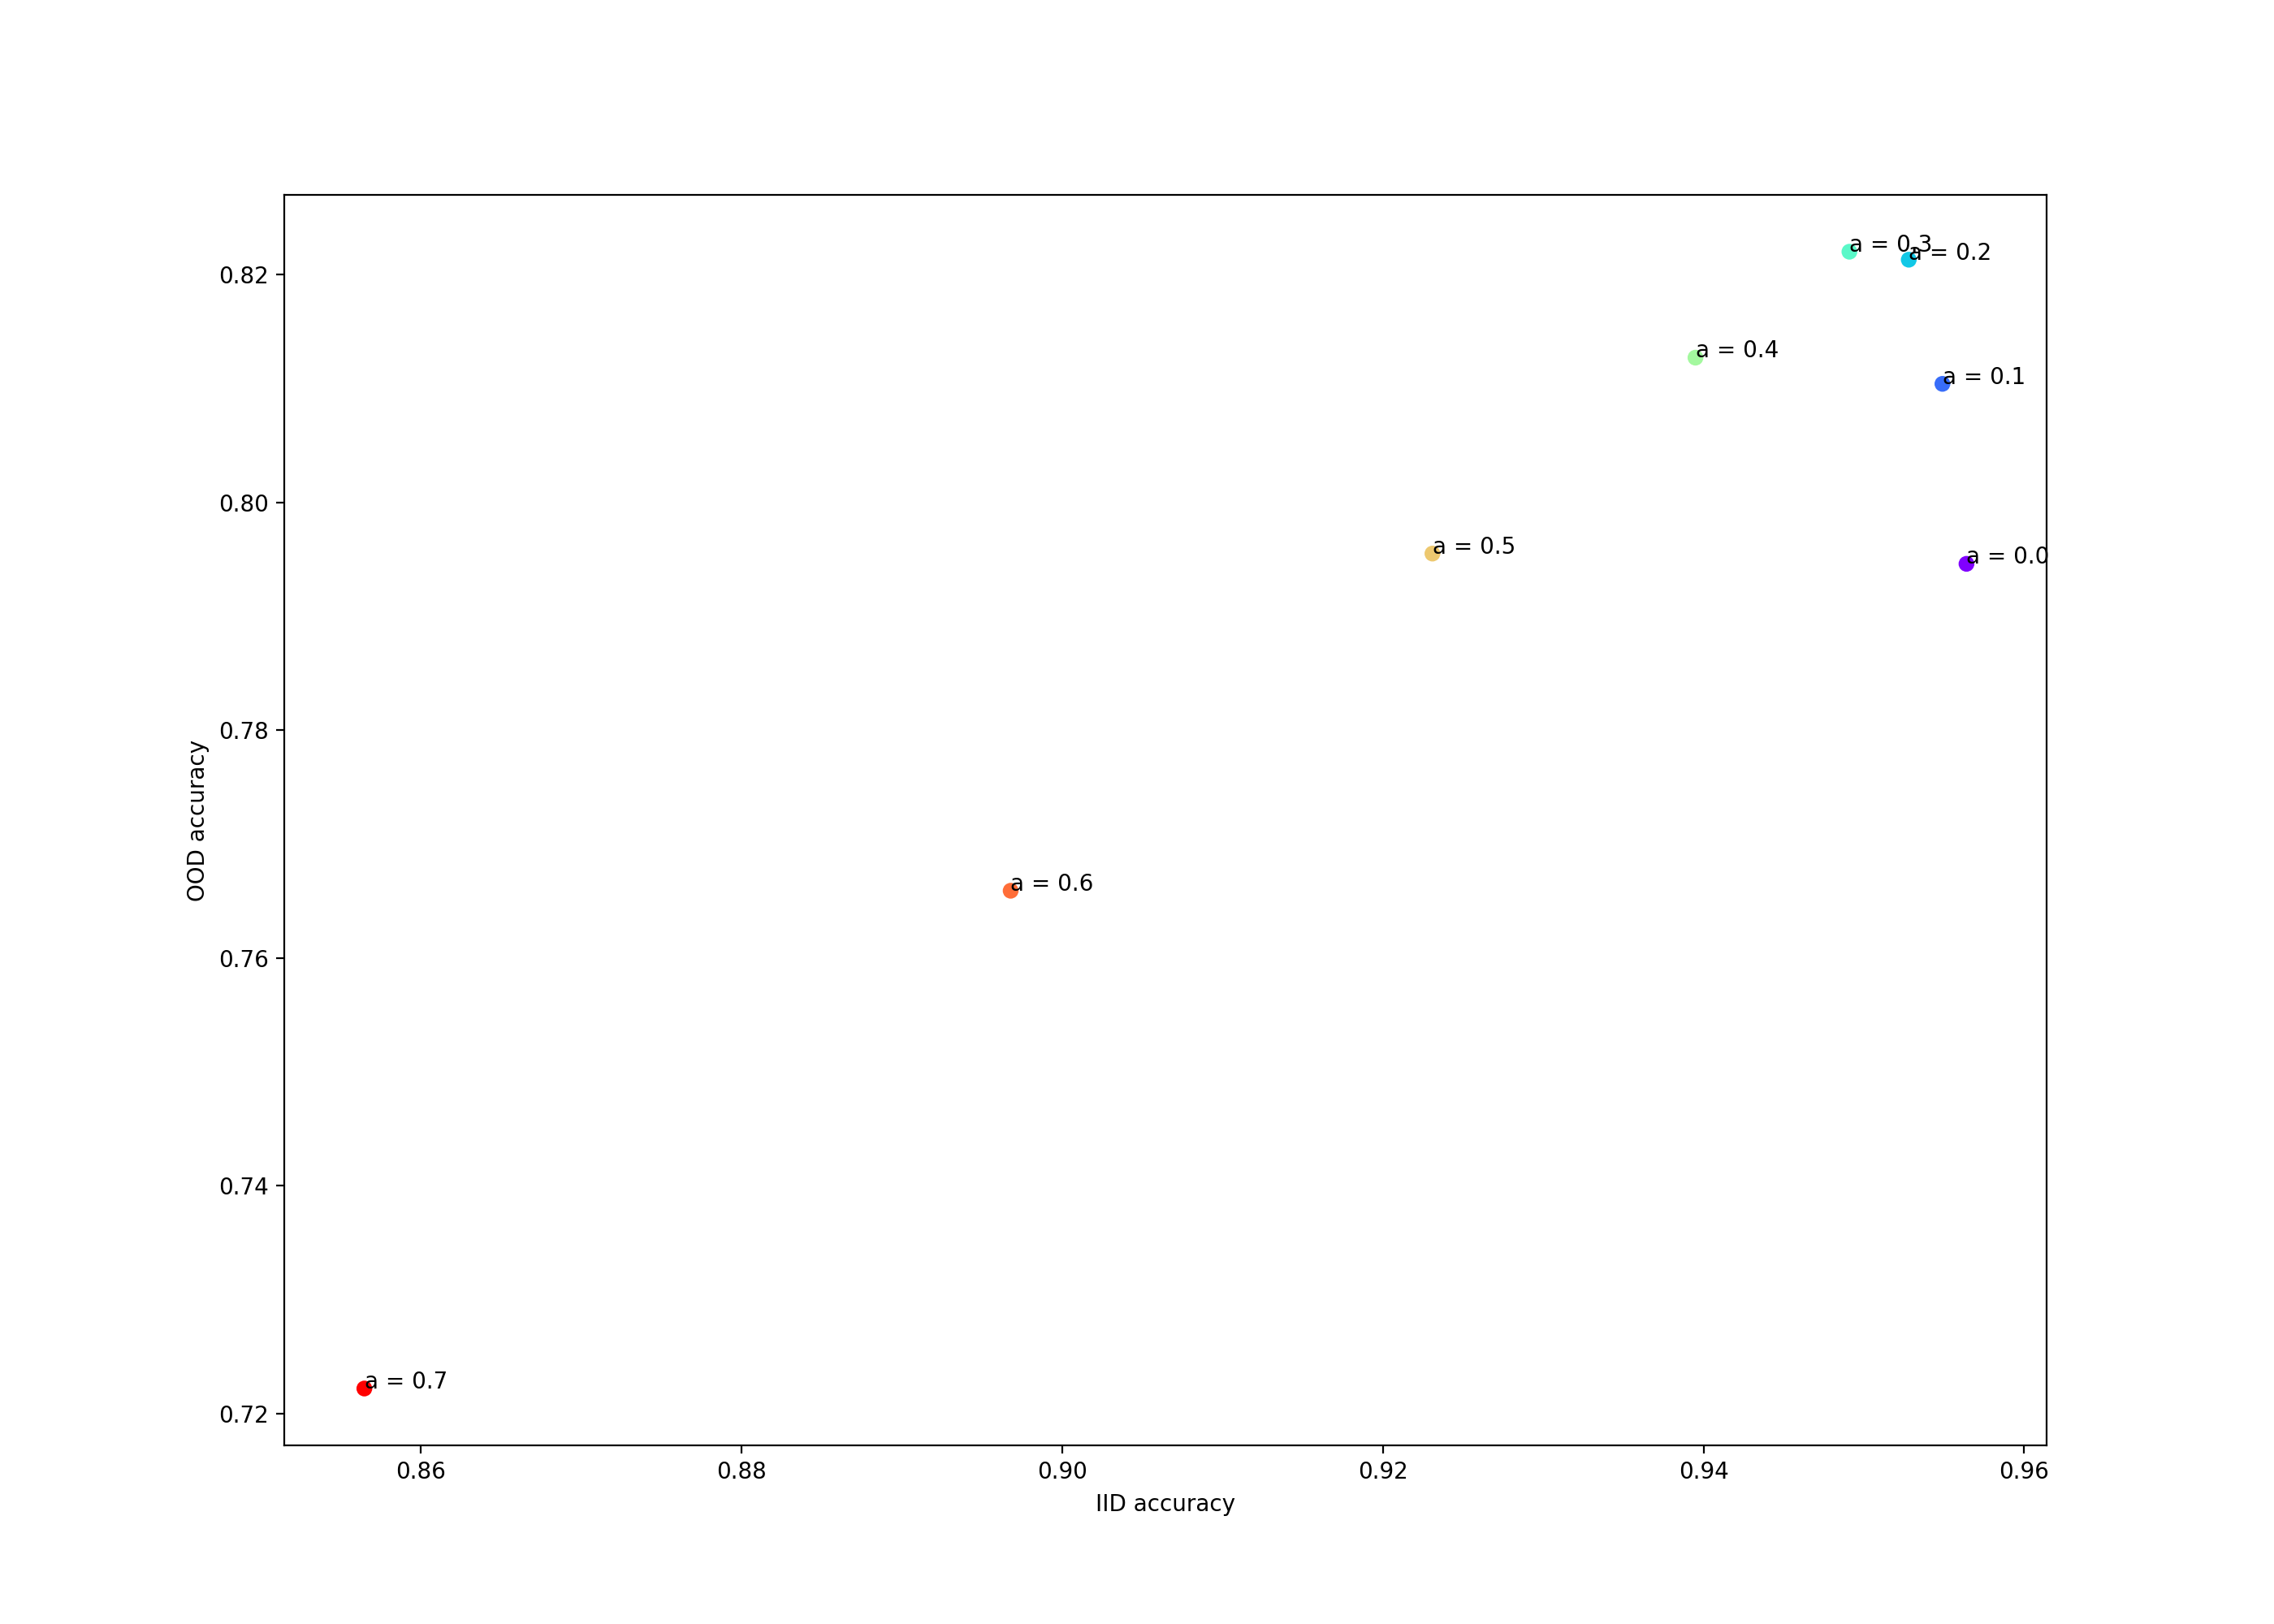 0.82
0.80
0.78
0.76
0.74
0.72
OOD accuracy
a = 0.3
a = 0.2
a = 0.4
a = 0.1
a = 0.5
a = 0.0
a = 0.6
a = 0.7
0.86 0.88 0.90 0.92 0.94 0.96
IID accuracy